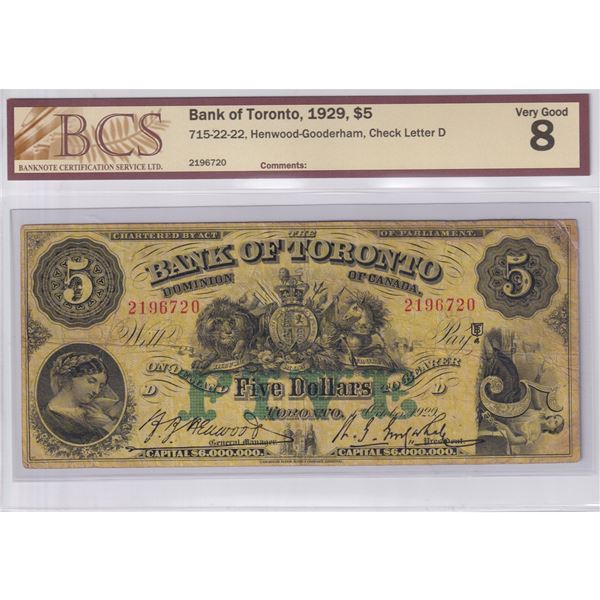 BCS
BANKNOTE CERTIFICATION SERVICE LTD.
Bank of Toronto, 1929, $5
715-22-22, Henwood-Gooderham, Check Letter D
2196720 Comments:
Very Good
8
CHARTERED BY ACT THE OF PARLIAMENT.
BANK OF TORONTO
DOMINION OF CANADA.
5 5
2196720 2196720
Will Pay
ON DEMAND TO BEARER
D Five Dollars D
FIVE
TORONTO, 1929
General Manager President
CAPITAL $6,000,000. CAPITAL $6,000,000.